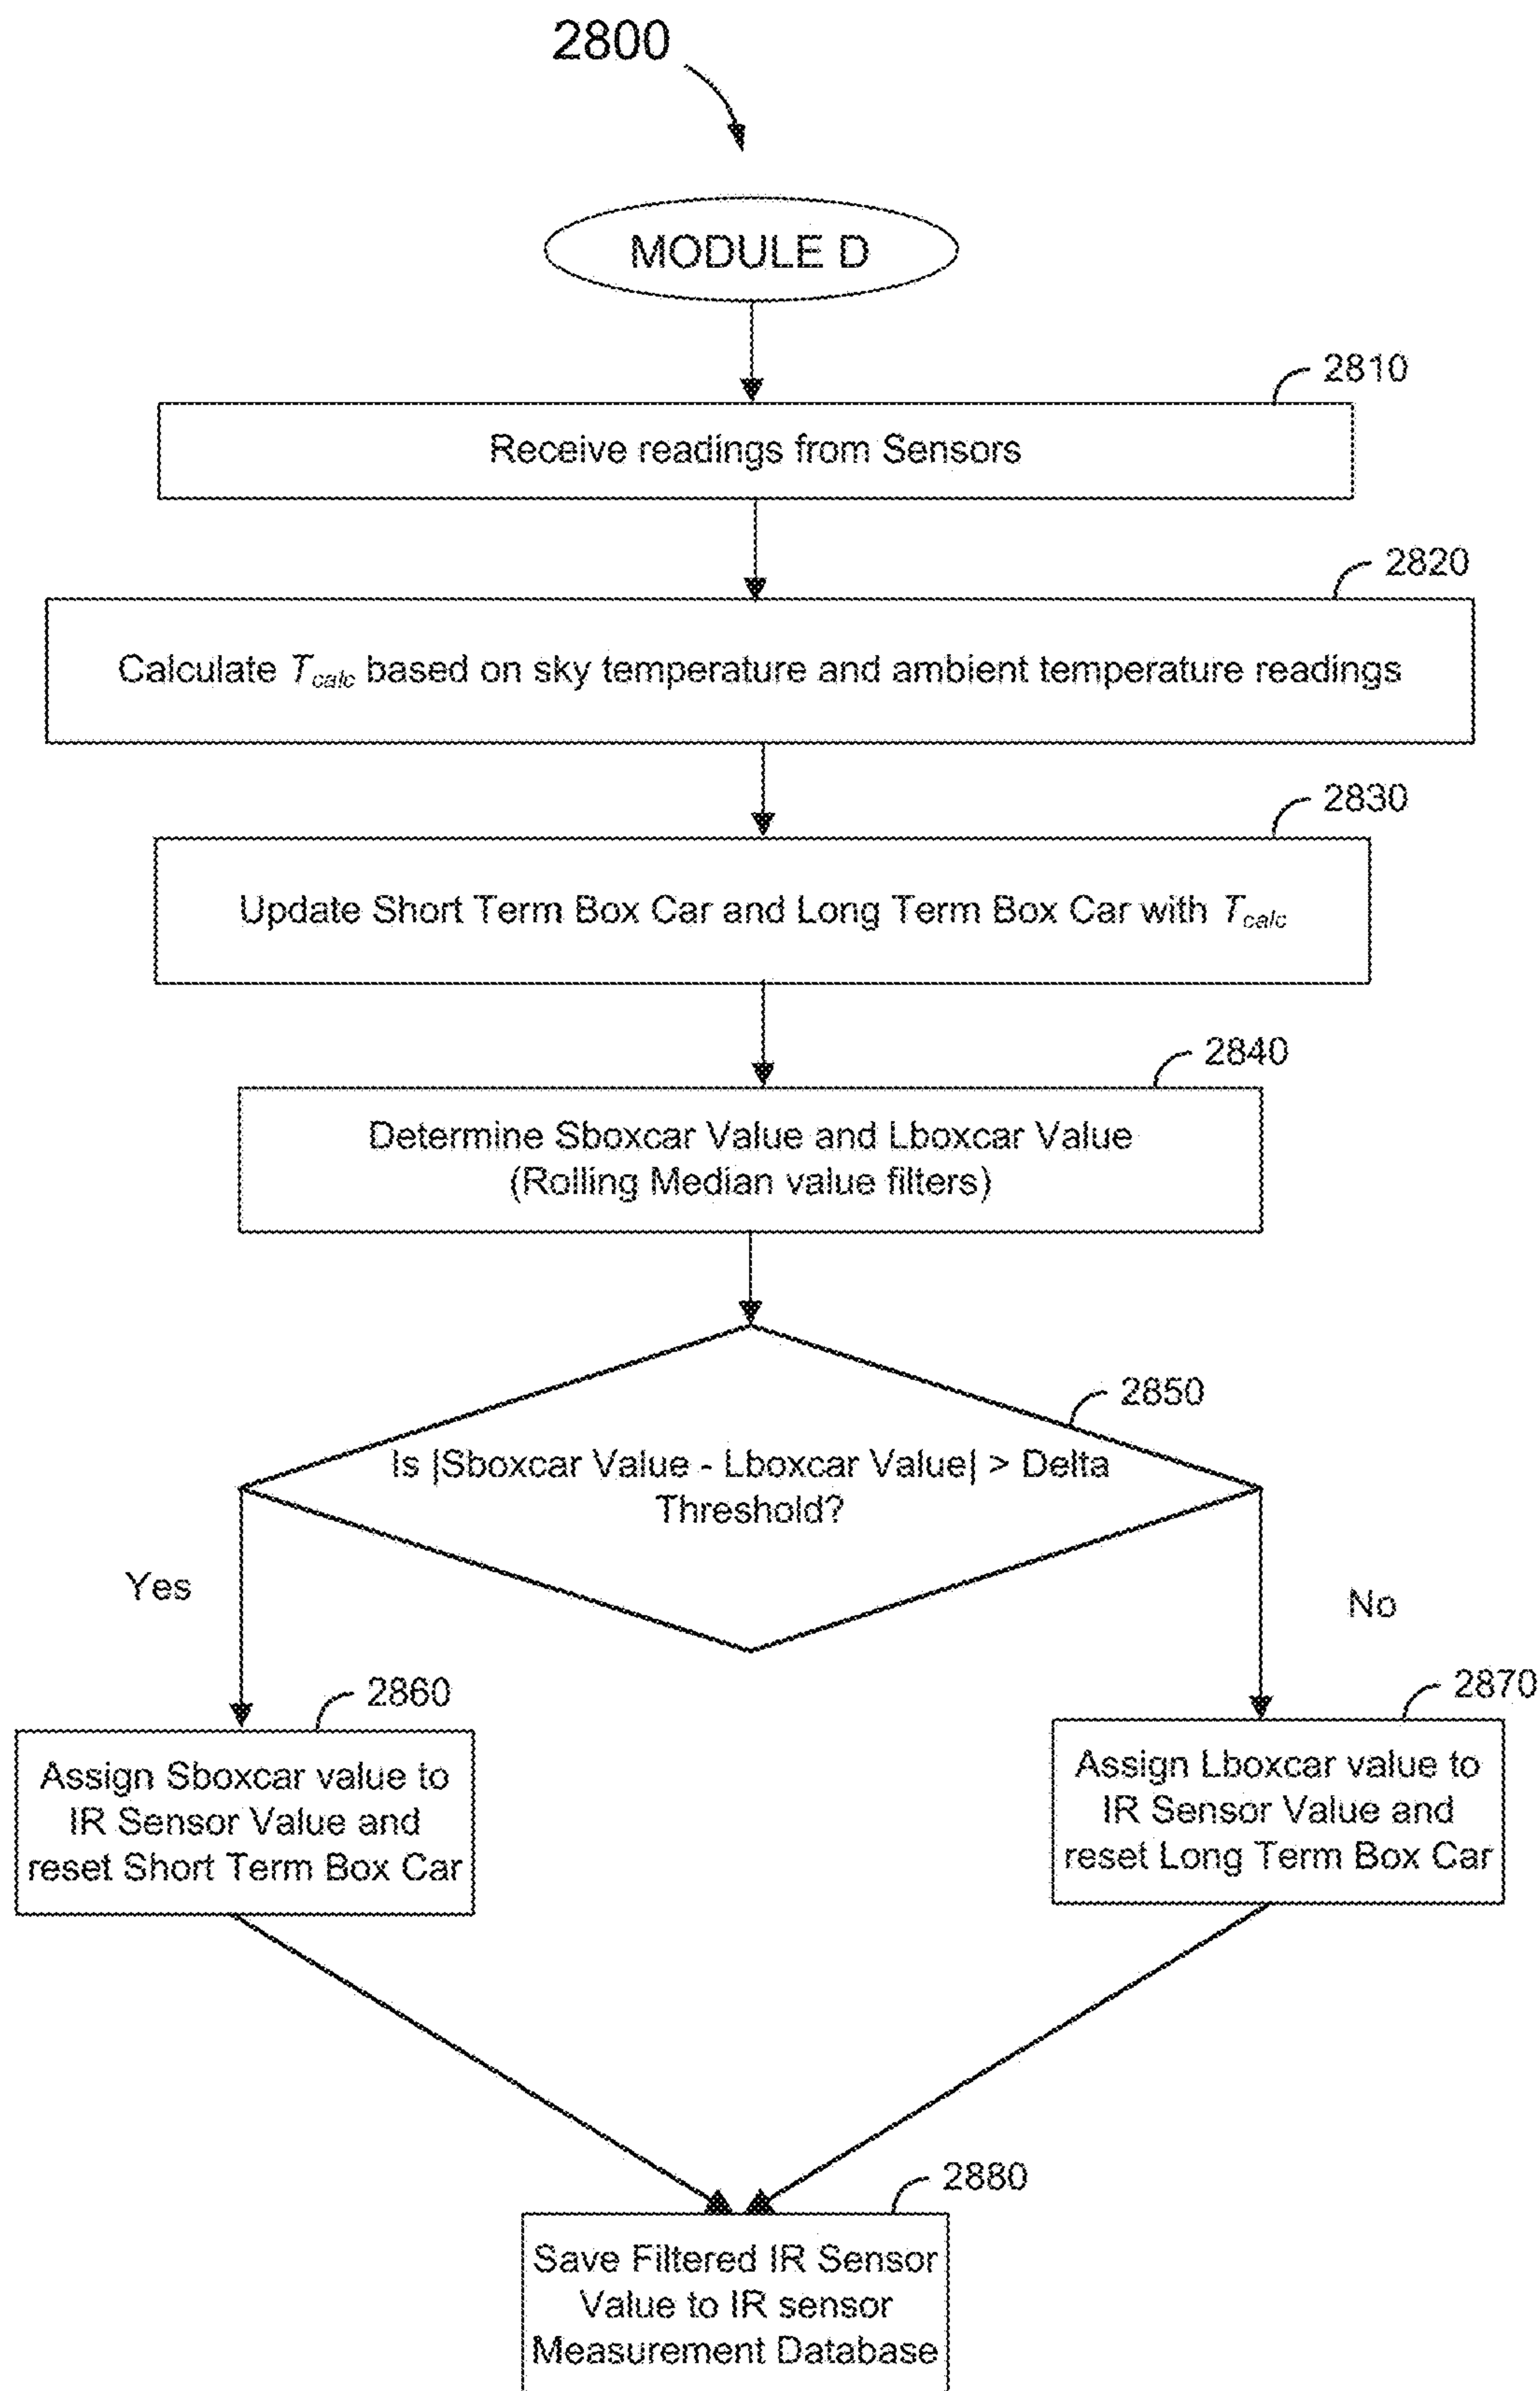 2800
MODULE D
2810
Receive readings from Sensors
2820
Calculate Tcalc based on sky temperature and ambient temperature readings
2830
Update Short Term Box Car and Long Term Box Car with Tcalc
2840
Determine Sboxcar Value and Lboxcar Value
(Rolling Median value filters)
2850
Is |Sboxcar Value - Lboxcar Value| > Delta
Threshold?
Yes
No
2860
Assign Sboxcar value to
IR Sensor Value and
reset Short Term Box Car
2870
Assign Lboxcar value to
IR Sensor Value and
reset Long Term Box Car
2880
Save Filtered IR Sensor
Value to IR sensor
Measurement Database